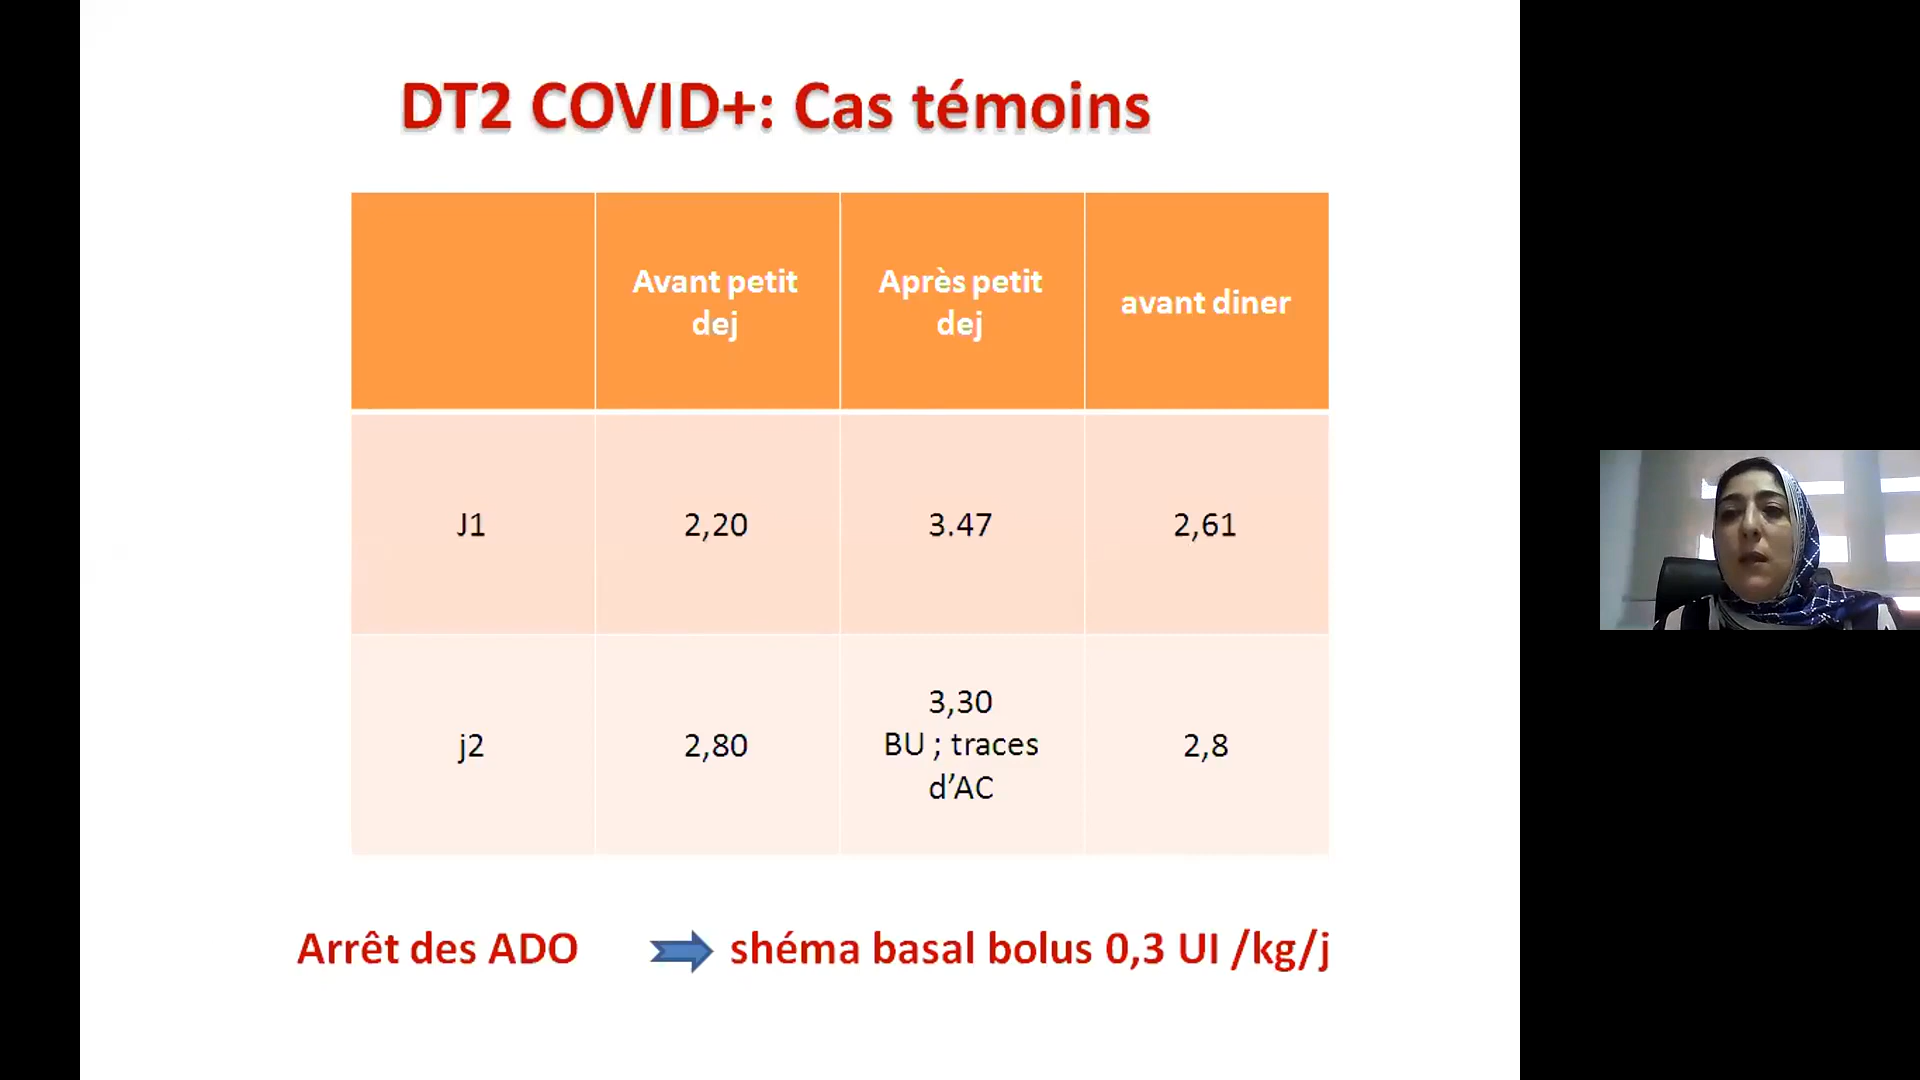 DT2 COVID+: Cas témoins
Avant petit
dej
Après petit
dej
avant diner
J1
2,20
3.47
2,61
j2
2,80
3,30
BU ; traces
d’AC
2,8
Arrêt des ADO
shéma basal bolus 0,3 UI /kg/j